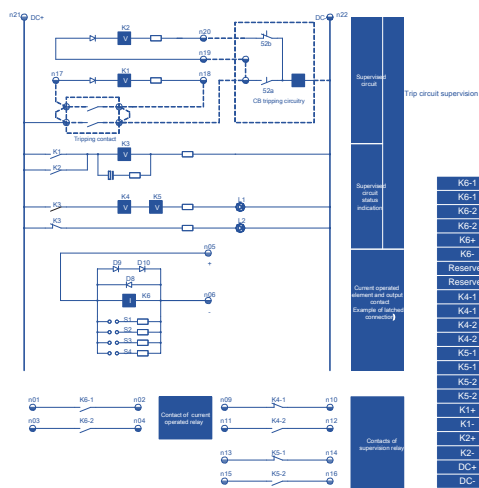 n21
DC+
K2
V
n20
52b
DC-
n22
n19
n17
K1
V
n18
52a
CB tripping circuitry
Tripping contact
Supervised circuit
Trip circuit supervision
K1
K2
K3
V
K3
K4
V
K5
V
L1
K3
L2
Supervised circuit status indication
n05
+
D9
D10
D8
I
K6
n06
-
S1
S2
S3
S4
Current operated element and output contact
Example of latched connection)
n01
K6-1
n02
n03
K6-2
n04
Contact of current operated relay
n09
K4-1
n10
n11
K4-2
n12
n13
K5-1
n14
n15
K5-2
n16
Contacts of supervision relay
K6-1
K6-1
K6-2
K6-2
K6+
K6-
Reserve
Reserve
K4-1
K4-1
K4-2
K4-2
K5-1
K5-1
K5-2
K5-2
K1+
K1-
K2+
K2-
DC+
DC-